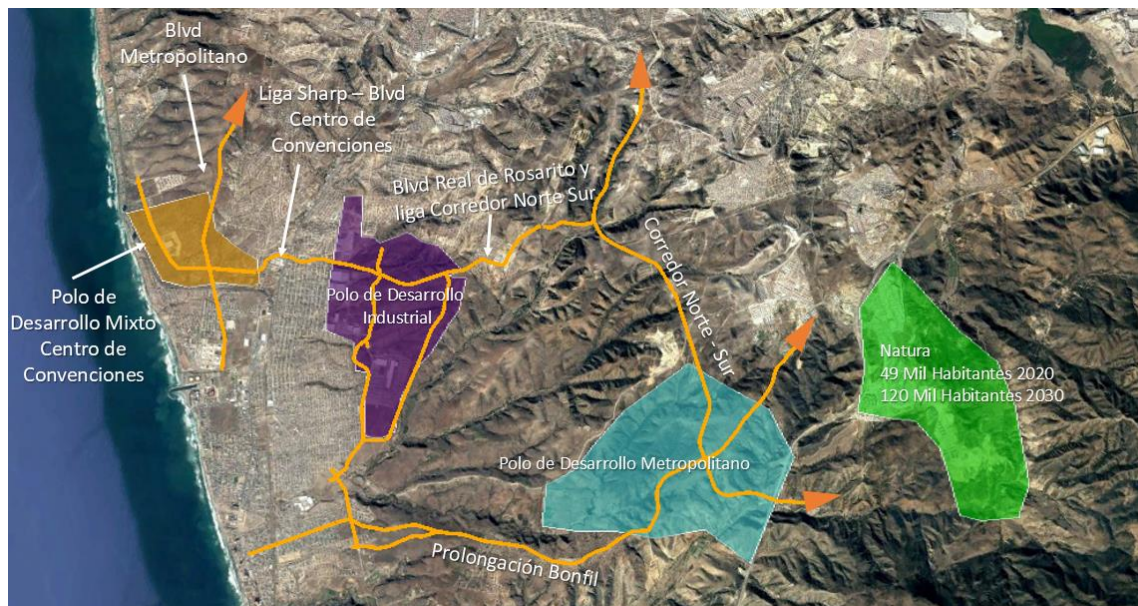 Blvd
Metropolitano
Liga Sharp – Blvd
Centro de
Convenciones
Blvd Real de Rosarito y
liga Corredor Norte Sur
Corredor Norte - Sur
Polo de
Desarrollo Mixto
Centro de
Convenciones
Polo de Desarrollo
Industrial
Natura
49 Mil Habitantes 2020
120 Mil Habitantes 2030
Polo de Desarrollo Metropolitano
Prolongación Bonfil